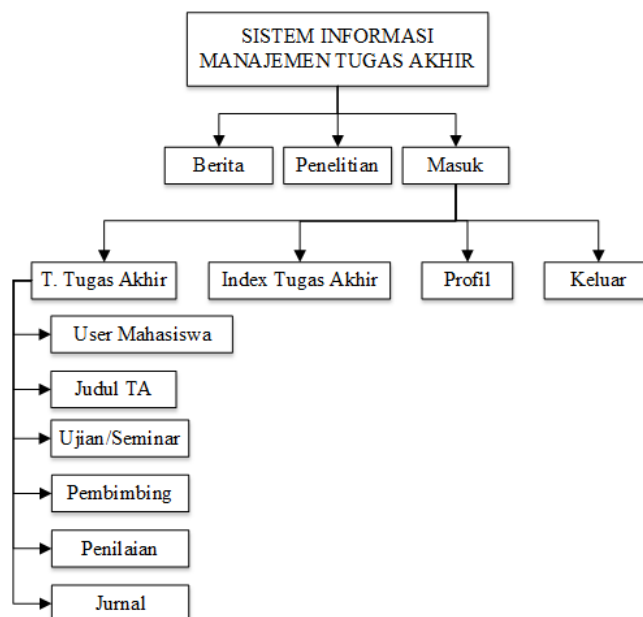 SISTEM INFORMASI
MANAJEMEN TUGAS AKHIR
Berita
Penelitian
Masuk
T. Tugas Akhir
Index Tugas Akhir
Profil
Keluar
User Mahasiswa
Judul TA
Ujian/Seminar
Pembimbing
Penilaian
Jurnal